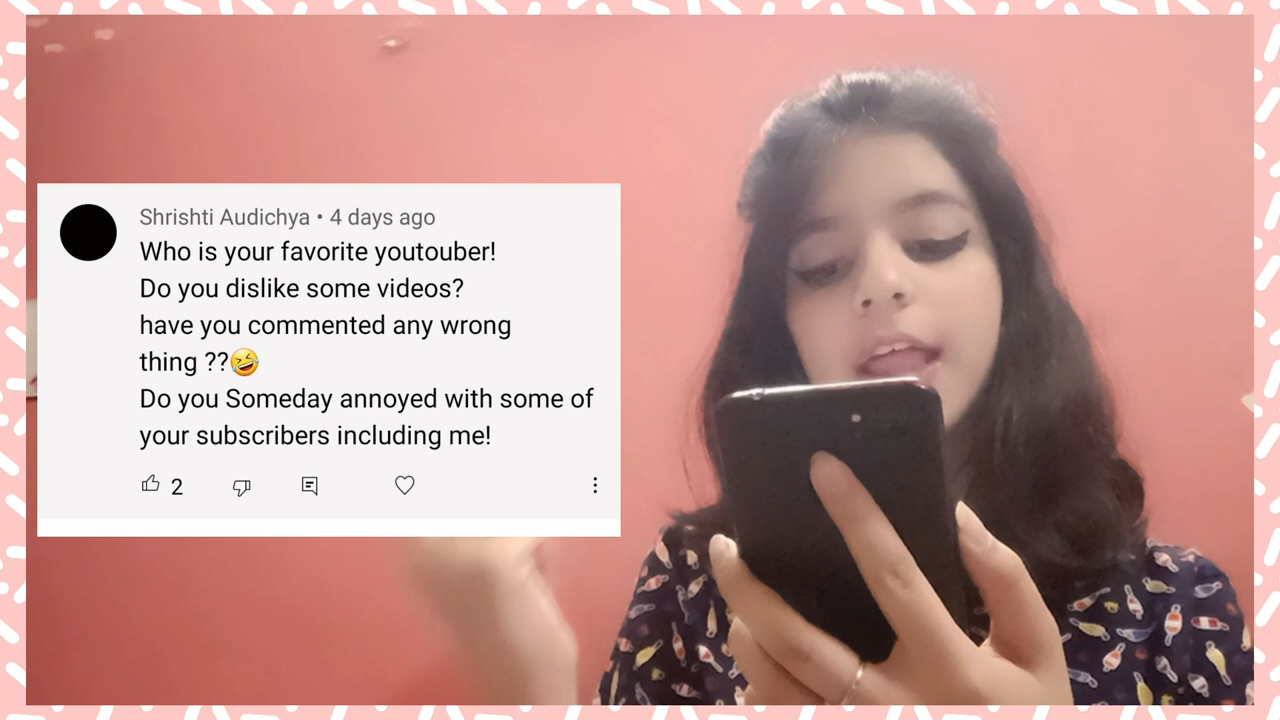 Shrishti Audichya • 4 days ago
Who is your favorite youtouber!
Do you dislike some videos?
have you commented any wrong
thing ??🤣
Do you Someday annoyed with some of
your subscribers including me!
2